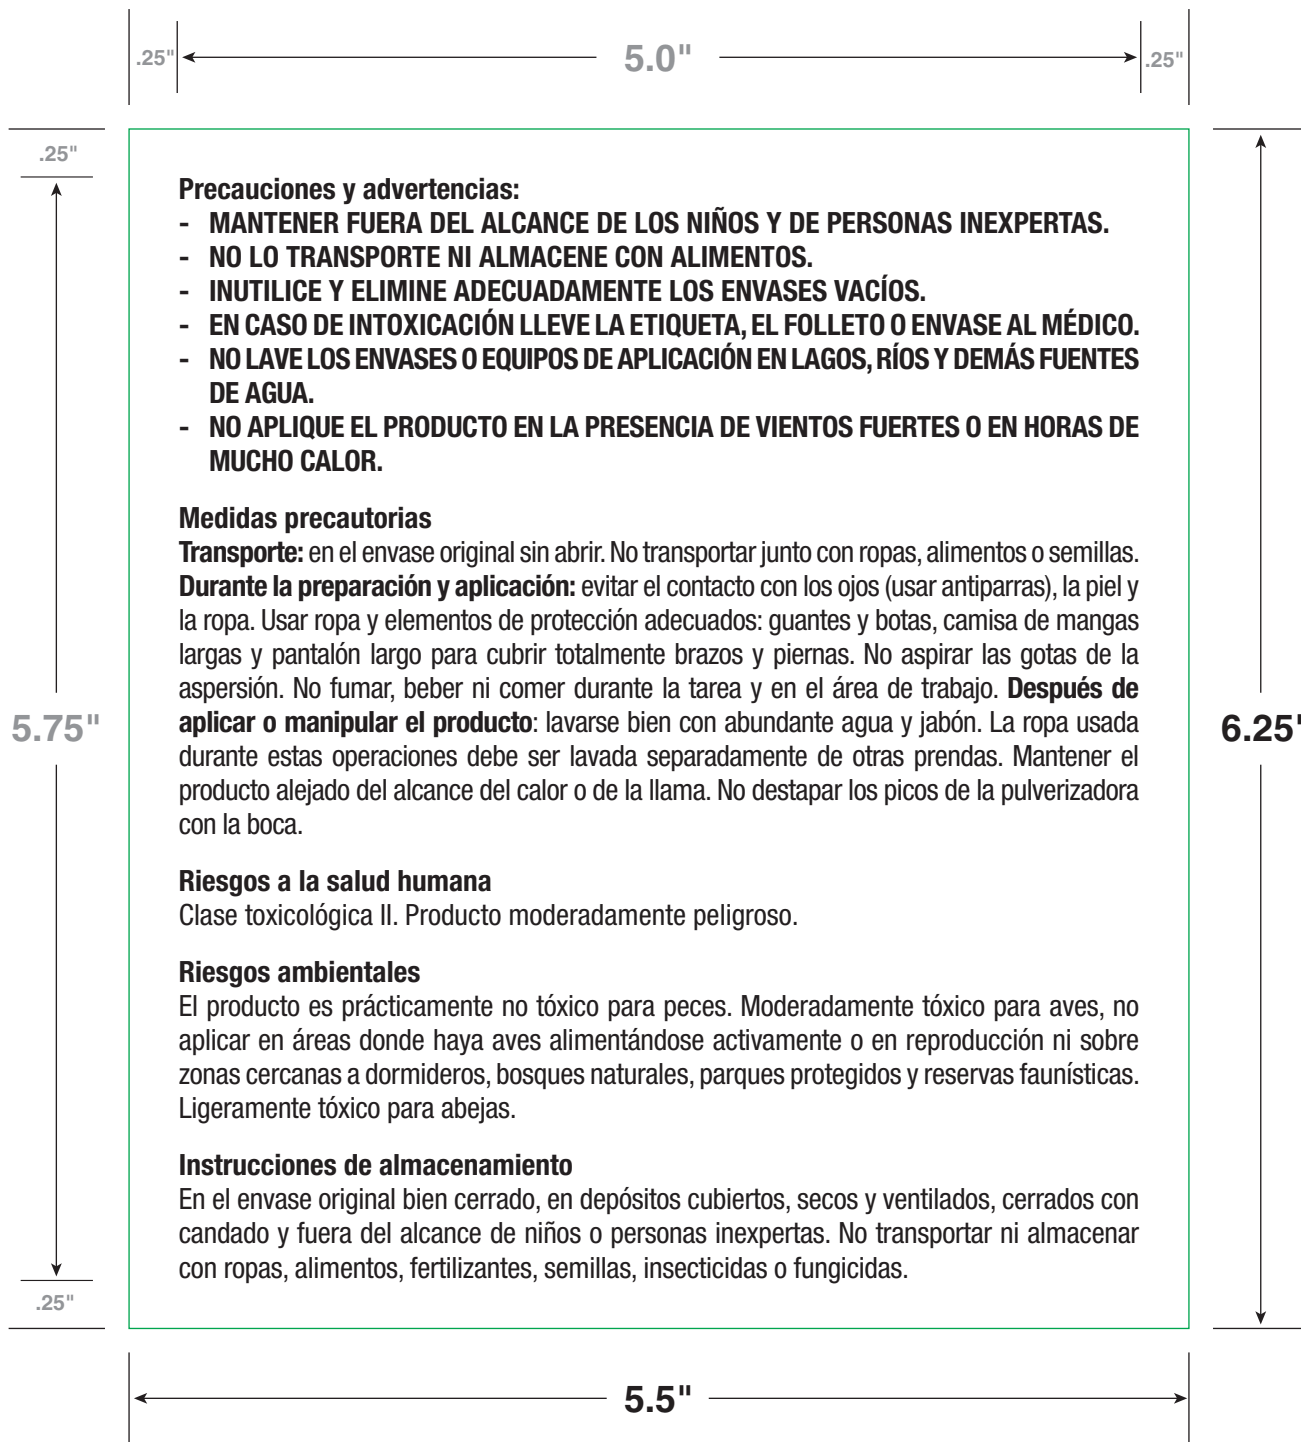 .25" 5.0" .25"
.25"
Precauciones y advertencias:
- MANTENER FUERA DEL ALCANCE DE LOS NIÑOS Y DE PERSONAS INEXPERTAS.
- NO LO TRANSPORTE NI ALMACENE CON ALIMENTOS.
- INUTILICE Y ELIMINE ADECUADAMENTE LOS ENVASES VACÍOS.
- EN CASO DE INTOXICACIÓN LLEVE LA ETIQUETA, EL FOLLETO O ENVASE AL MÉDICO.
- NO LAVE LOS ENVASES O EQUIPOS DE APLICACIÓN EN LAGOS, RÍOS Y DEMÁS FUENTES
DE AGUA.
- NO APLIQUE EL PRODUCTO EN LA PRESENCIA DE VIENTOS FUERTES O EN HORAS DE
MUCHO CALOR.
Medidas precautorias
Transporte: en el envase original sin abrir. No transportar junto con ropas, alimentos o semillas.
Durante la preparación y aplicación: evitar el contacto con los ojos (usar antiparras), la piel y
la ropa. Usar ropa y elementos de protección adecuados: guantes y botas, camisa de mangas
largas y pantalón largo para cubrir totalmente brazos y piernas. No aspirar las gotas de la
aspersión. No fumar, beber ni comer durante la tarea y en el área de trabajo. Después de
aplicar o manipular el producto: lavarse bien con abundante agua y jabón. La ropa usada
durante estas operaciones debe ser lavada separadamente de otras prendas. Mantener el
producto alejado del alcance del calor o de la llama. No destapar los picos de la pulverizadora
con la boca.
5.75"
6.25"
Riesgos a la salud humana
Clase toxicológica II. Producto moderadamente peligroso.
Riesgos ambientales
El producto es prácticamente no tóxico para peces. Moderadamente tóxico para aves, no
aplicar en áreas donde haya aves alimentándose activamente o en reproducción ni sobre
zonas cercanas a dormideros, bosques naturales, parques protegidos y reservas faunísticas.
Ligeramente tóxico para abejas.
Instrucciones de almacenamiento
En el envase original bien cerrado, en depósitos cubiertos, secos y ventilados, cerrados con
candado y fuera del alcance de niños o personas inexpertas. No transportar ni almacenar
con ropas, alimentos, fertilizantes, semillas, insecticidas o fungicidas.
.25"
5.5"